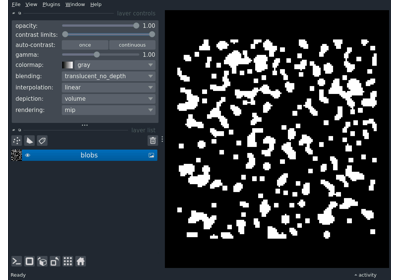 File View Plugins Window Help
layer controls
opacity: 1.00
contrast limits:
auto-contrast: once continuous
gamma: 1.00
colormap: gray
blending: translucent_no_depth
interpolation: linear
depiction: volume
rendering: mip
layer list
blobs
Ready activity